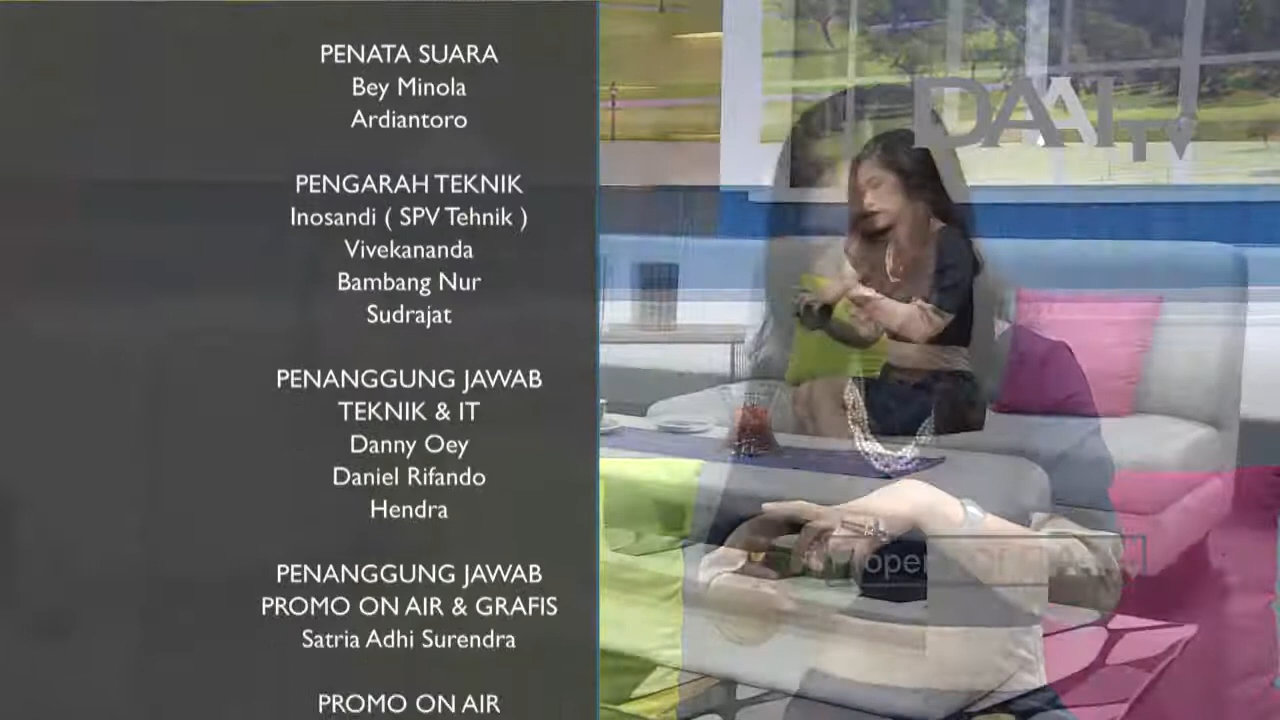 PENATA SUARA
Bey Minola
Ardiantoro
PENGARAH TEKNIK
Inosandi ( SPV Tehnik )
Vivekananda
Bambang Nur
Sudrajat
PENANGGUNG JAWAB
TEKNIK & IT
Danny Oey
Daniel Rifando
Hendra
PENANGGUNG JAWAB
PROMO ON AIR & GRAFIS
Satria Adhi Surendra
PROMO ON AIR
DAAI TV